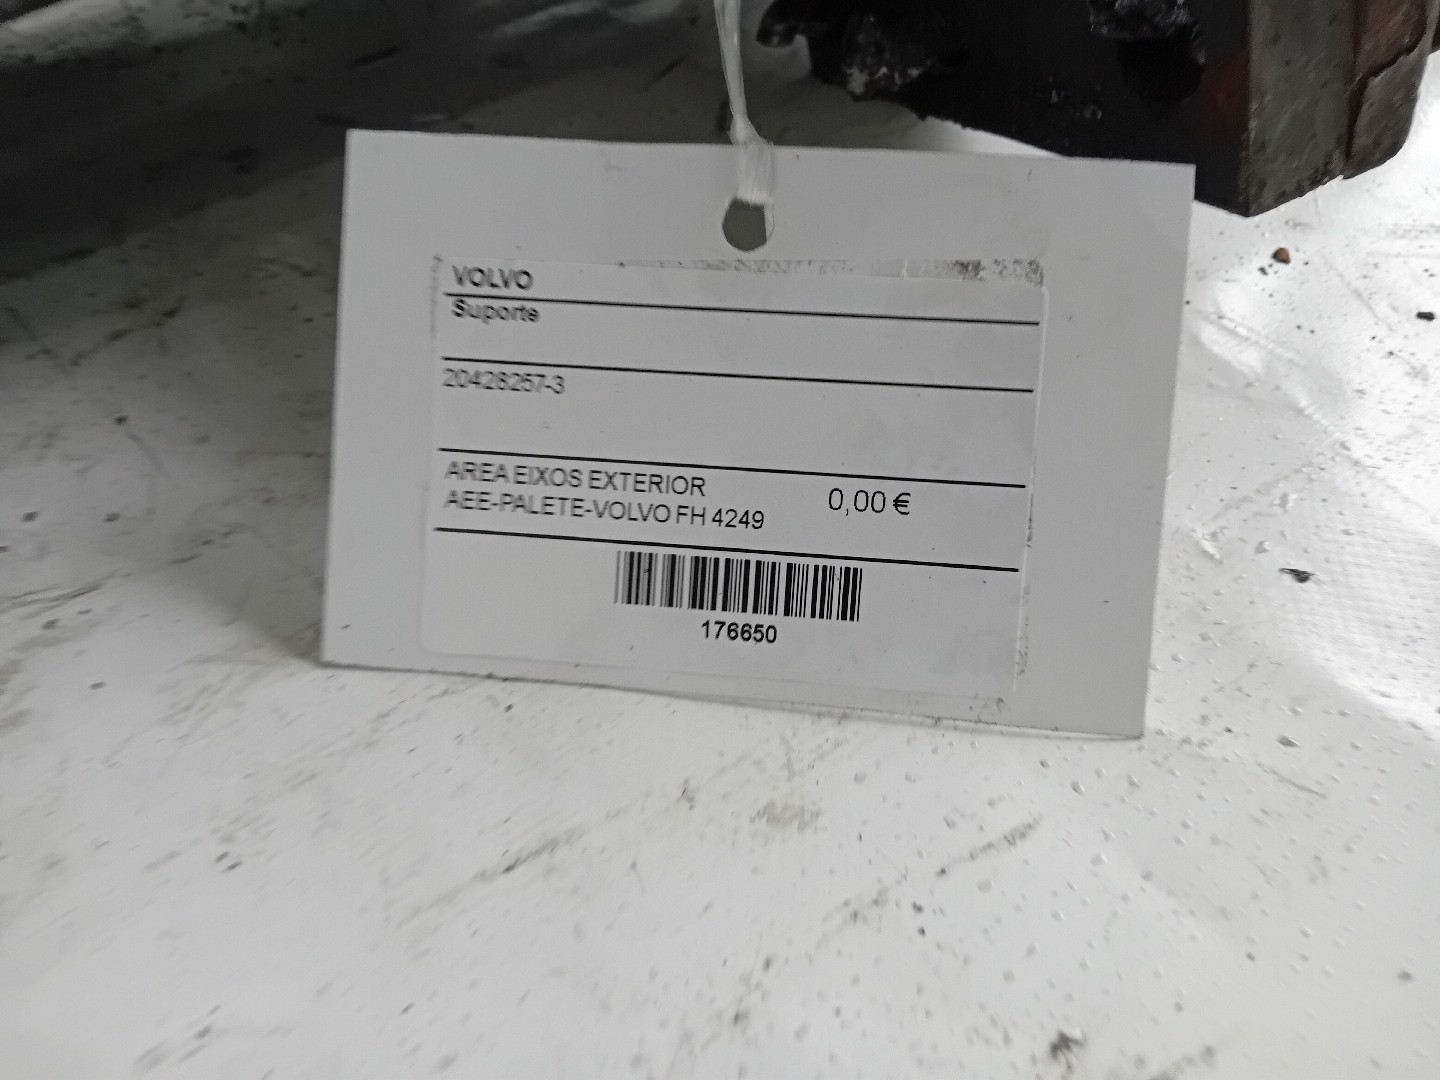 VOLVO
Suporte
20428257-3
AREA EIXOS EXTERIOR
AEE-PALETE-VOLVO FH 4249
0,00 €
176650